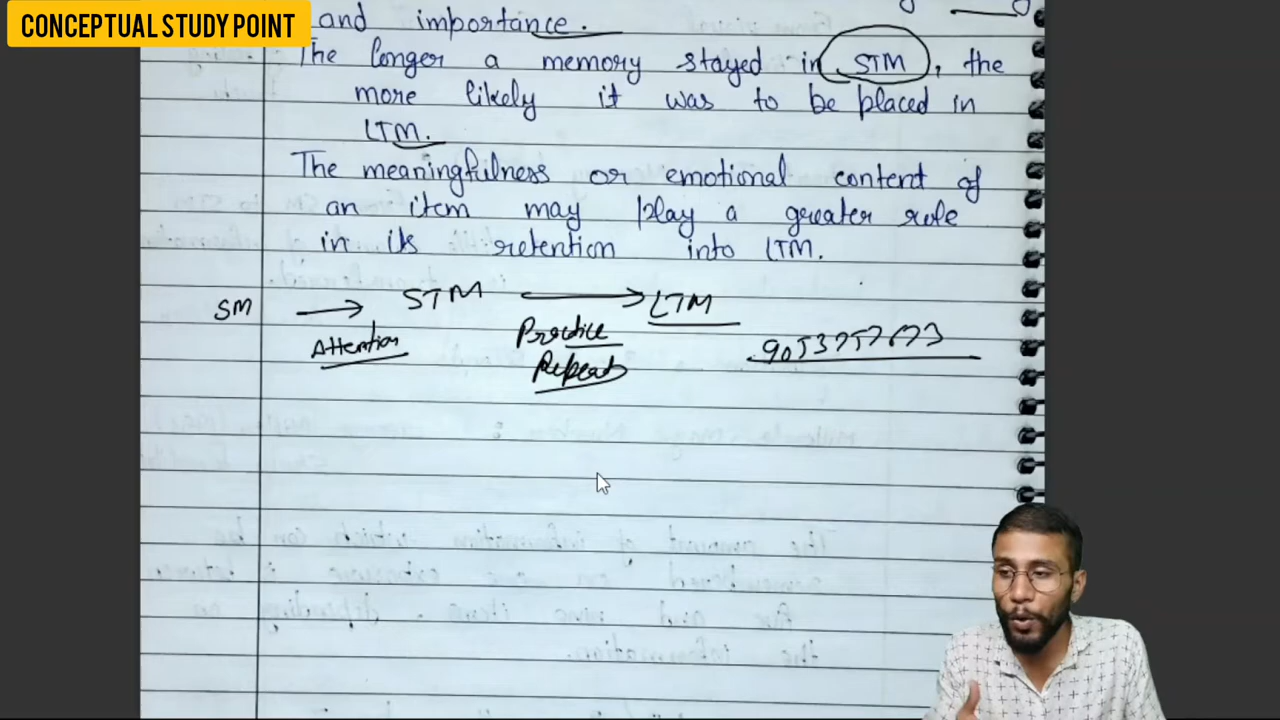 CONCEPTUAL STUDY POINT
and importance.
The longer a memory stayed in STM, the
more likely it was to be placed in
LTM.
The meaningfulness or emotional content of
an item may play a greater role
in its retention into LTM.
SM → STM → LTM
Attention
Practice
Repeat